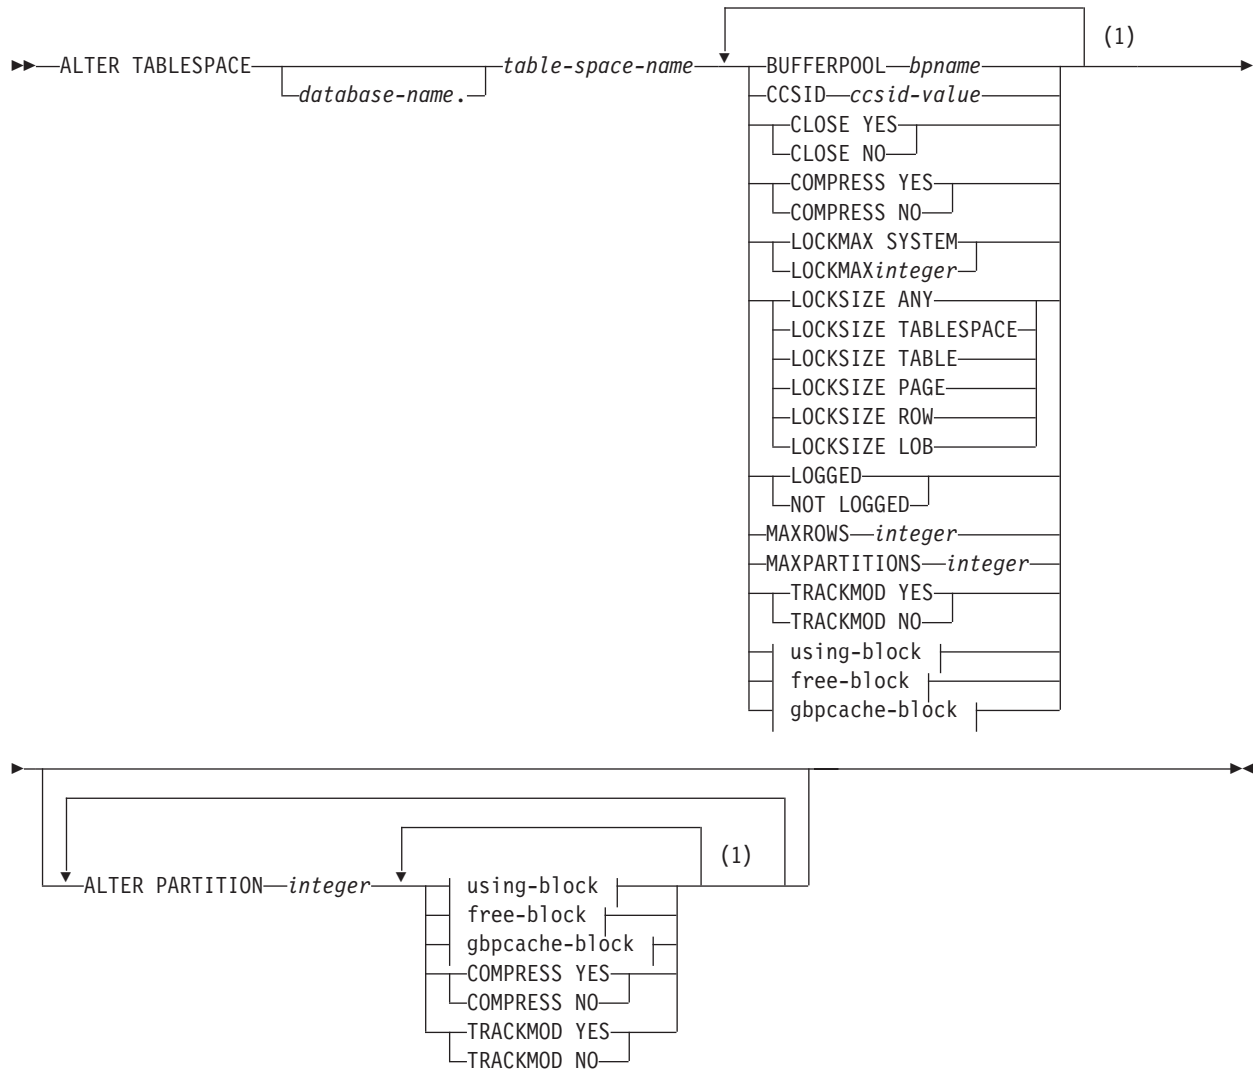 (1)
ALTER TABLESPACE table-space-name BUFFERPOOL bpname
database-name. CCSID ccsid-value
CLOSE YES
CLOSE NO
COMPRESS YES
COMPRESS NO
LOCKMAX SYSTEM
LOCKMAXinteger
LOCKSIZE ANY
LOCKSIZE TABLESPACE
LOCKSIZE TABLE
LOCKSIZE PAGE
LOCKSIZE ROW
LOCKSIZE LOB
LOGGED
NOT LOGGED
MAXROWS integer
MAXPARTITIONS integer
TRACKMOD YES
TRACKMOD NO
using-block
free-block
gbpcache-block
(1)
ALTER PARTITION integer using-block
free-block
gbpcache-block
COMPRESS YES
COMPRESS NO
TRACKMOD YES
TRACKMOD NO